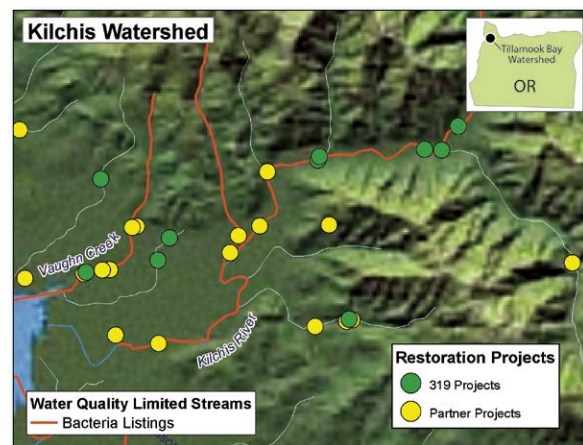 Kilchis Watershed
Tillamook Bay
Watershed
OR
Vaughn Creek
Kilchis River
Restoration Projects
319 Projects
Partner Projects
Water Quality Limited Streams
Bacteria Listings